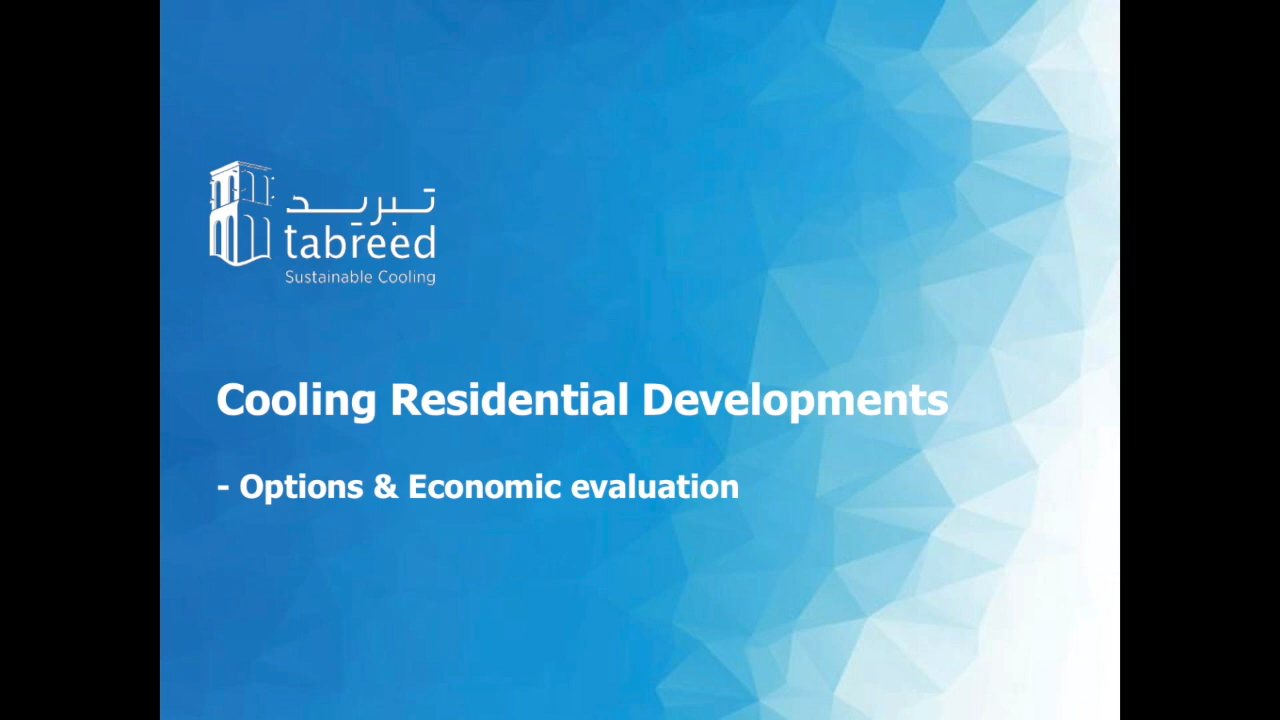 تبريد
tabreed
Sustainable Cooling
Cooling Residential Developments
- Options & Economic evaluation